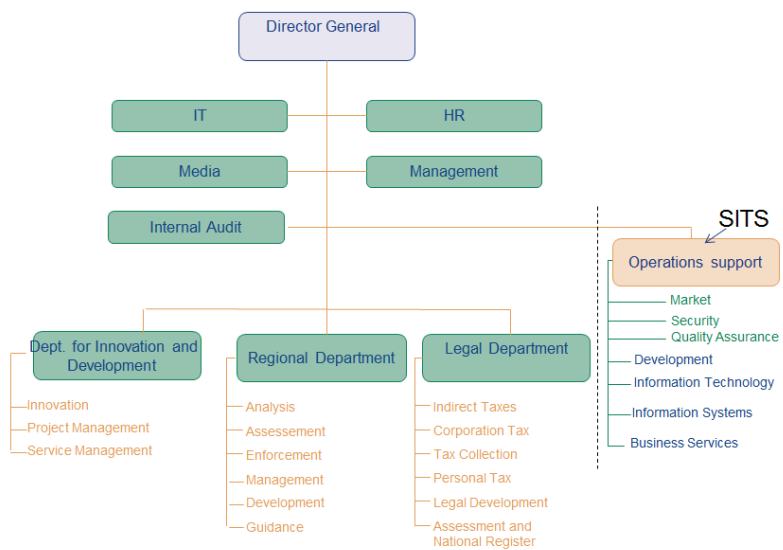 Director General
IT
HR
Media
Management
Internal Audit
SITS
Operations support
Market
Security
Quality Assurance
Development
Information Technology
Information Systems
Business Services
Dept. for Innovation and
Development
Innovation
Project Management
Service Management
Regional Department
Analysis
Assessement
Enforcement
Management
Development
Guidance
Legal Department
Indirect Taxes
Corporation Tax
Tax Collection
Personal Tax
Legal Development
Assessment and
National Register